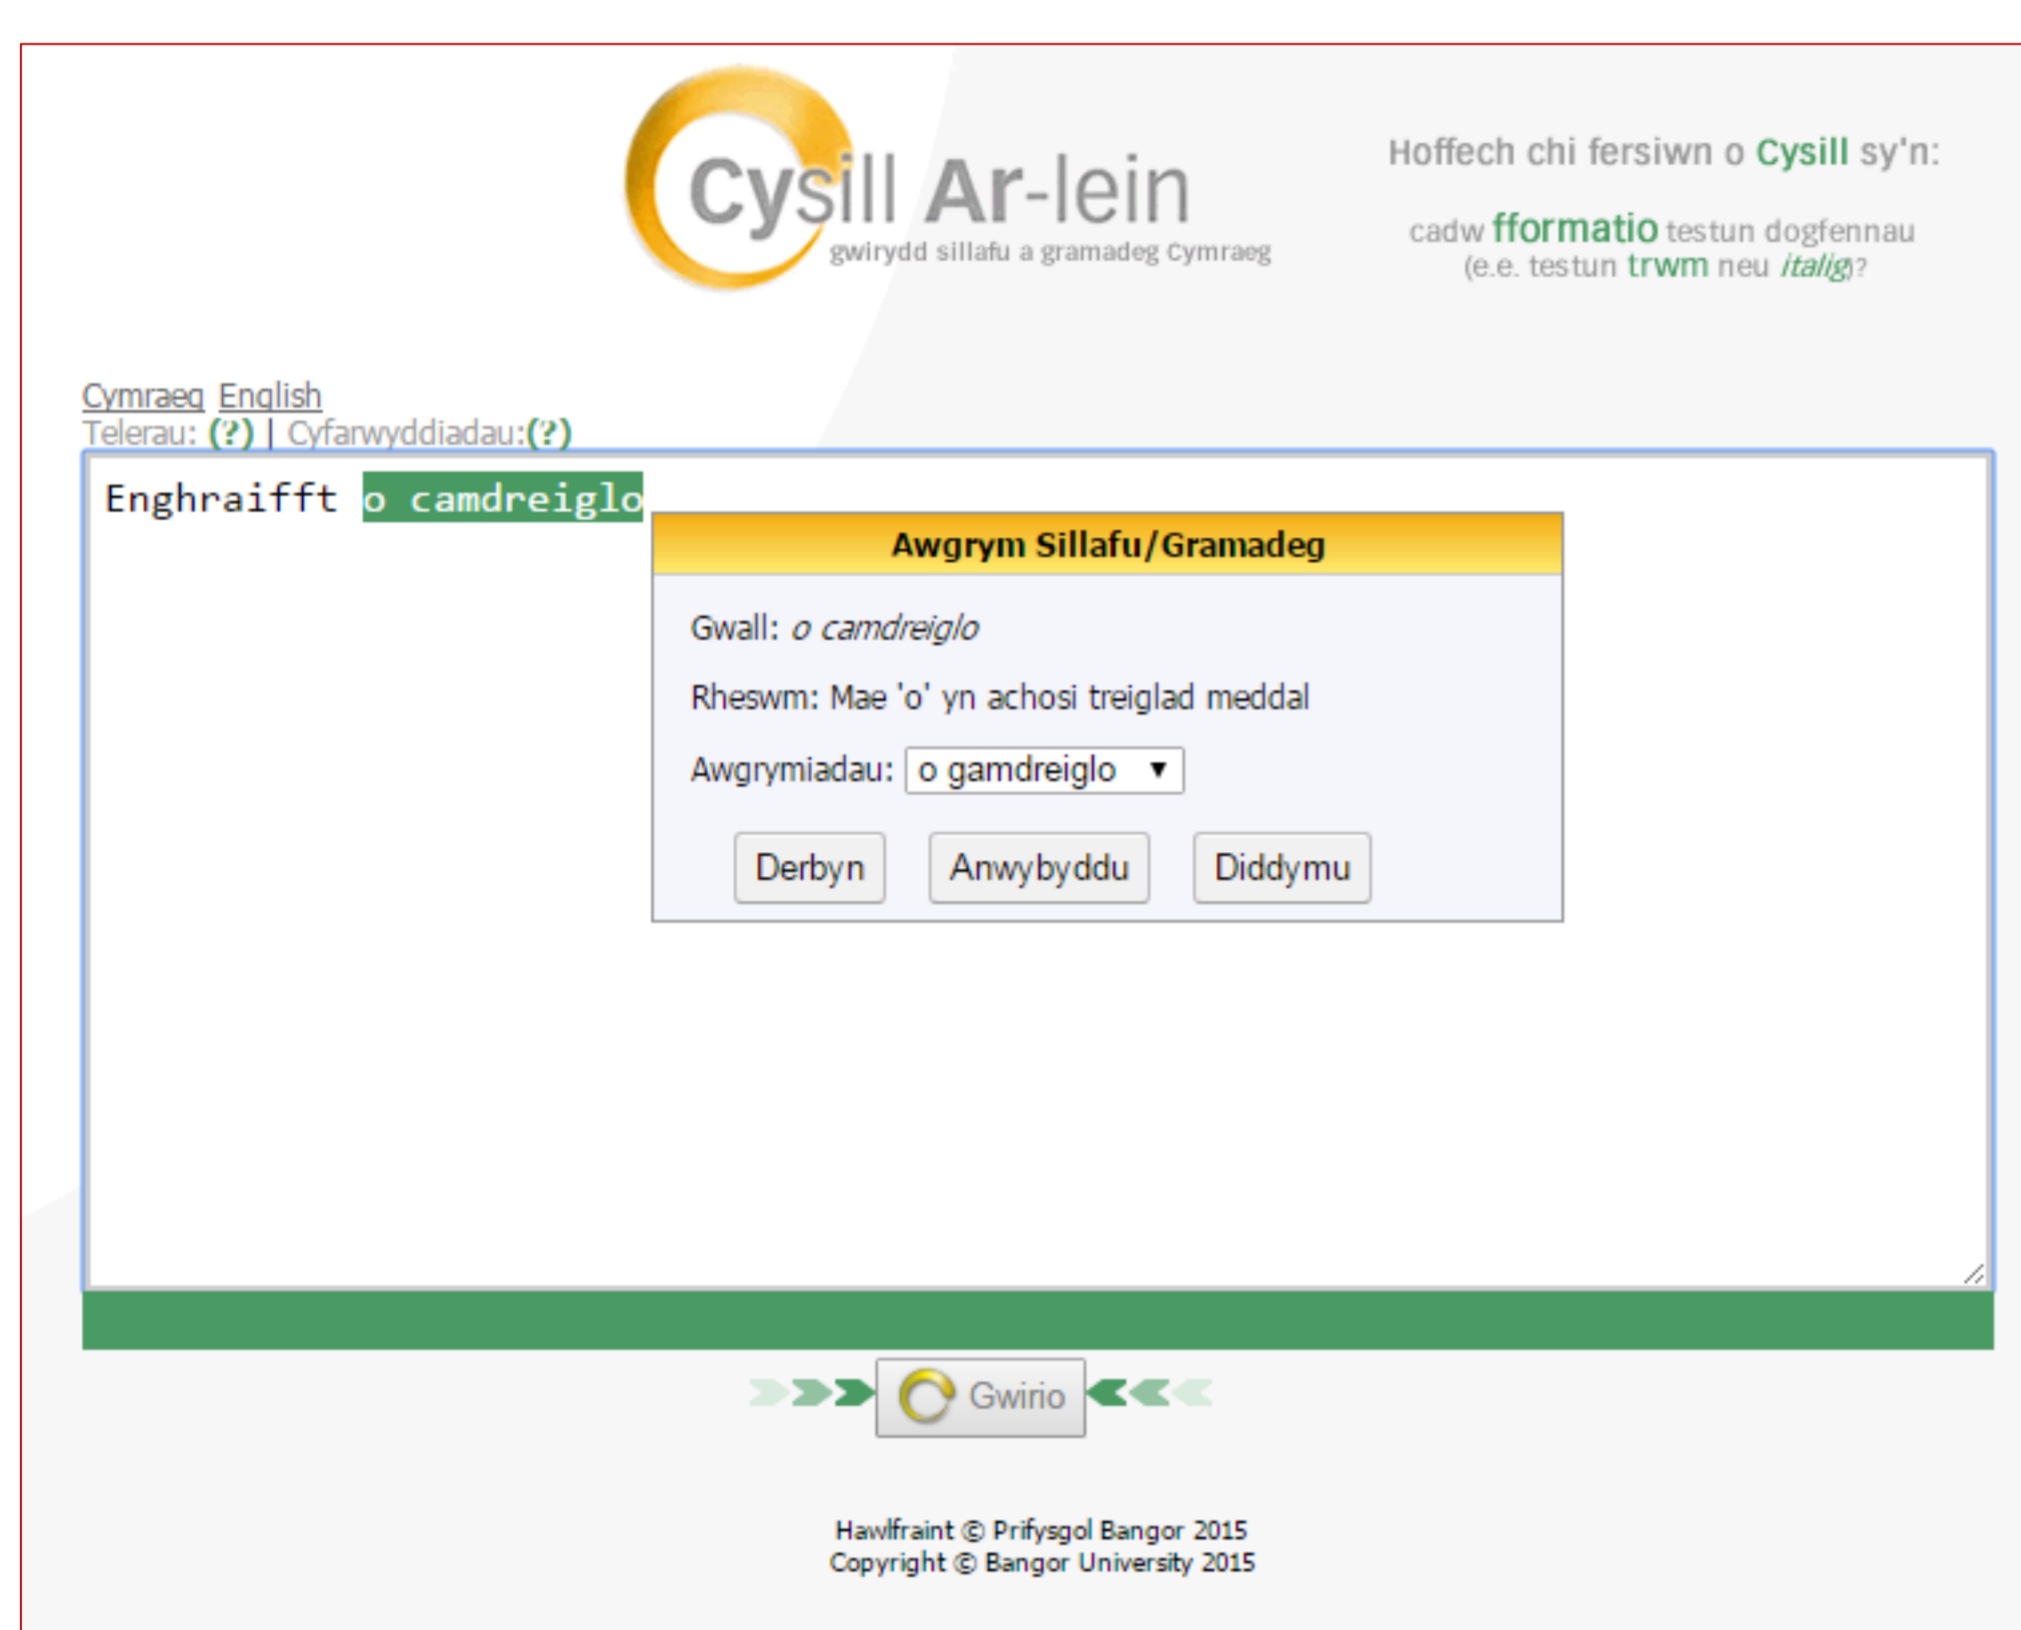 Cysill Ar-lein
gwirydd sillafu a gramadeg Cymraeg
Hoffech chi fersiwn o Cysill sy'n:
cadw fformatio testun dogfennau
(e.e. testun trwm neu italig)?
Cymraeg English
Telerau: (?) | Cyfarwyddiadau:(?)
Enghraifft o camdreiglo
Awgrym Sillafu/Gramadeg
Gwall: o camdreiglo
Rheswm: Mae 'o' yn achosi treiglad meddal
Awgrymiadau: o gamdreiglo ▼
Derbyn Anwybyddu Diddymu
Gwirio
Hawlfraint © Prifysgol Bangor 2015
Copyright © Bangor University 2015